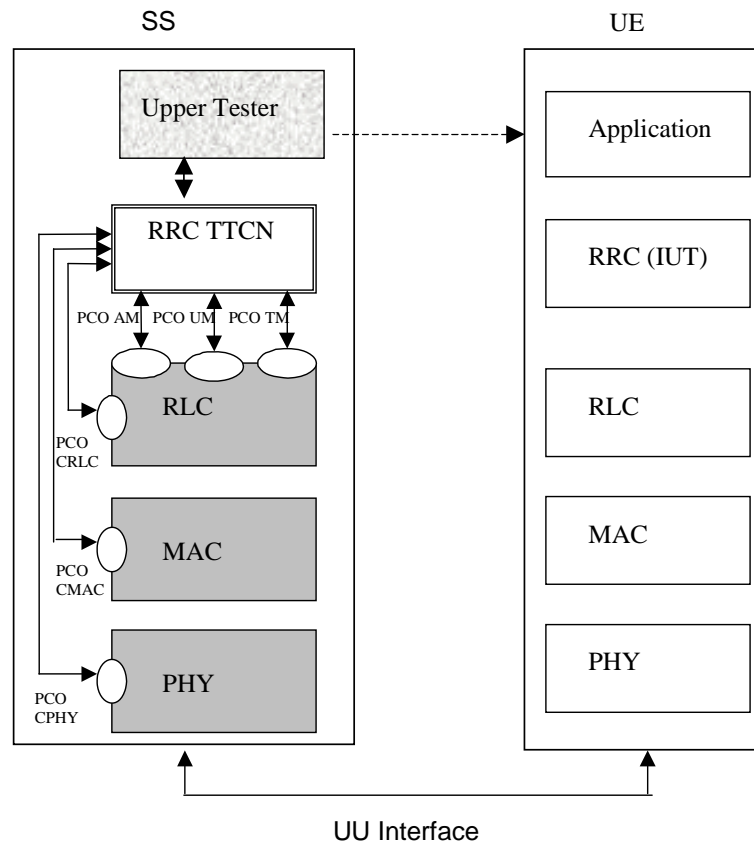 SS
UE
Upper Tester
Application
RRC TTCN
RRC (IUT)
PCO AM
PCO UM
PCO TM
RLC
RLC
PCO
CRLC
MAC
MAC
PCO
CMAC
PHY
PHY
PCO
CPHY
UU Interface